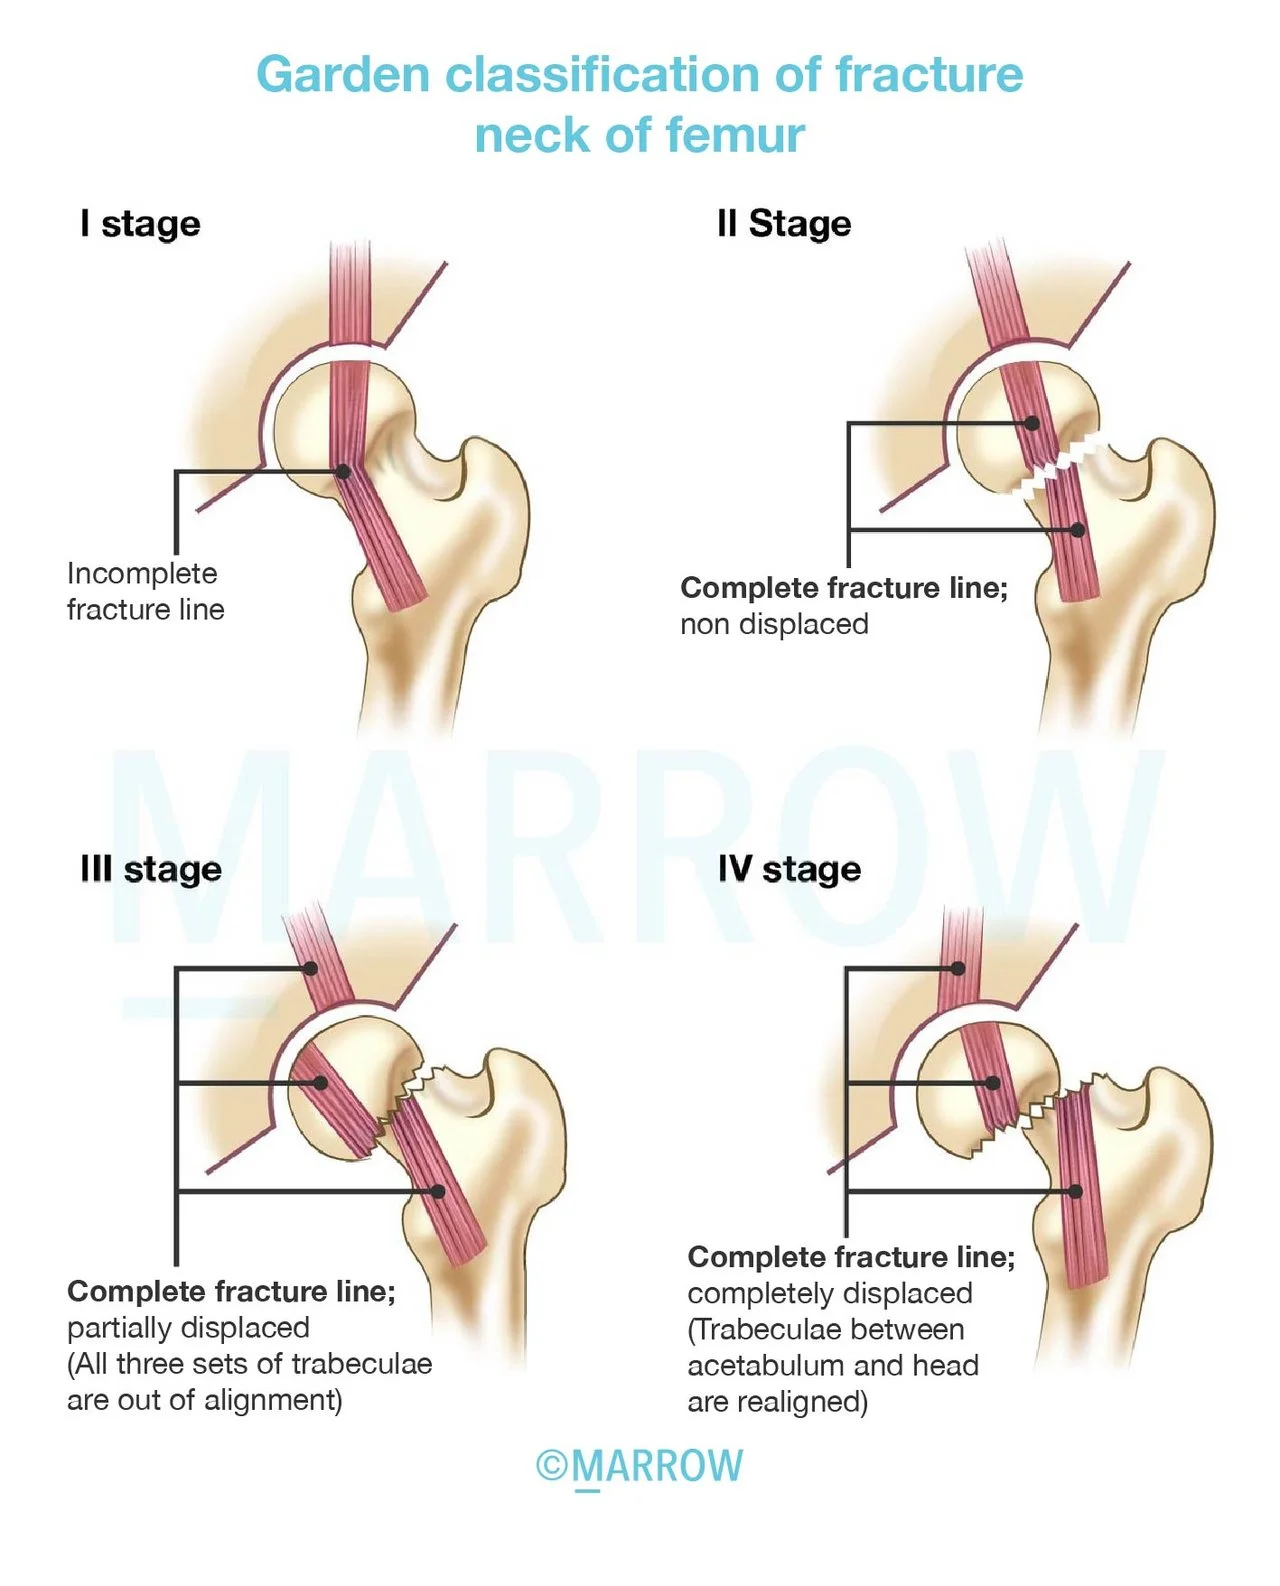 Garden classification of fracture
neck of femur
I stage
II Stage
Incomplete
fracture line
Complete fracture line;
non displaced
MARROW
III stage
IV stage
Complete fracture line;
partially displaced
(All three sets of trabeculae
are out of alignment)
Complete fracture line;
completely displaced
(Trabeculae between
acetabulum and head
are realigned)
©MARROW